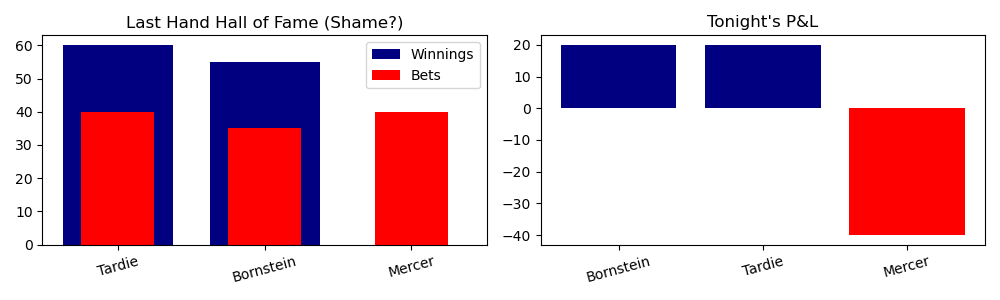 Last Hand Hall of Fame (Shame?)
60
50
40
30
20
10
0
Winnings
Bets
Tardie
Bornstein
Mercer
Tonight's P&L
20
10
0
−10
−20
−30
−40
Bornstein
Tardie
Mercer